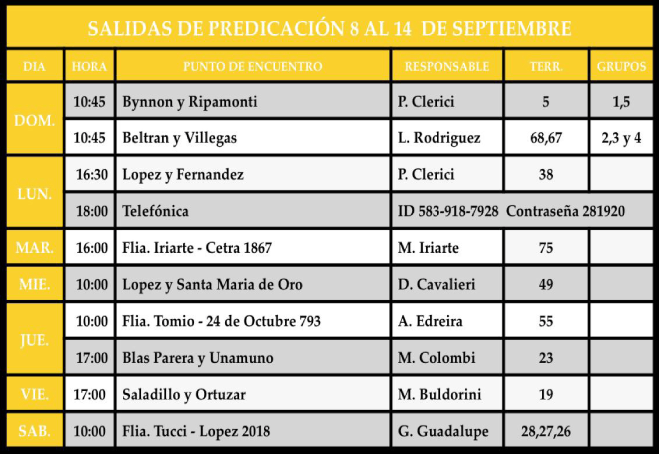 SALIDAS DE PREDICACIÓN 8 AL 14 DE SEPTIEMBRE
DIA HORA PUNTO DE ENCUENTRO RESPONSABLE TERR. GRUPOS
DOM. 10:45 Bynnon y Ripamonti P. Clerici 5 1,5
10:45 Beltran y Villegas L. Rodriguez 68,67 2,3 y 4
LUN. 16:30 Lopez y Fernandez P. Clerici 38
18:00 Telefónica ID 583-918-7928 Contraseña 281920
MAR. 16:00 Flia. Iriarte - Cetra 1867 M. Iriarte 75
MIE. 10:00 Lopez y Santa Maria de Oro D. Cavalieri 49
JUE. 10:00 Flia. Tomio - 24 de Octubre 793 A. Edreira 55
17:00 Blas Parera y Unamuno M. Colombi 23
VIE. 17:00 Saladillo y Ortuzar M. Buldorini 19
SAB. 10:00 Flia. Tucci - Lopez 2018 G. Guadalupe 28,27,26